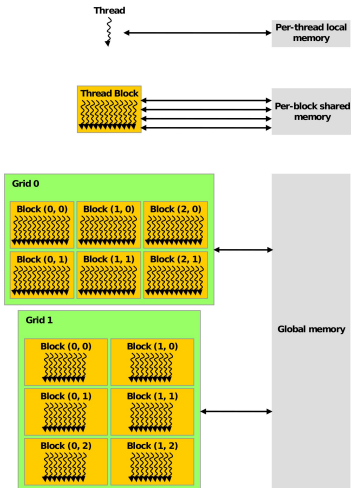 Thread
Per-thread local
memory
Thread Block
Per-block shared
memory
Grid 0
Block (0, 0)
Block (1, 0)
Block (2, 0)
Block (0, 1)
Block (1, 1)
Block (2, 1)
Grid 1
Global memory
Block (0, 0)
Block (1, 0)
Block (0, 1)
Block (1, 1)
Block (0, 2)
Block (1, 2)